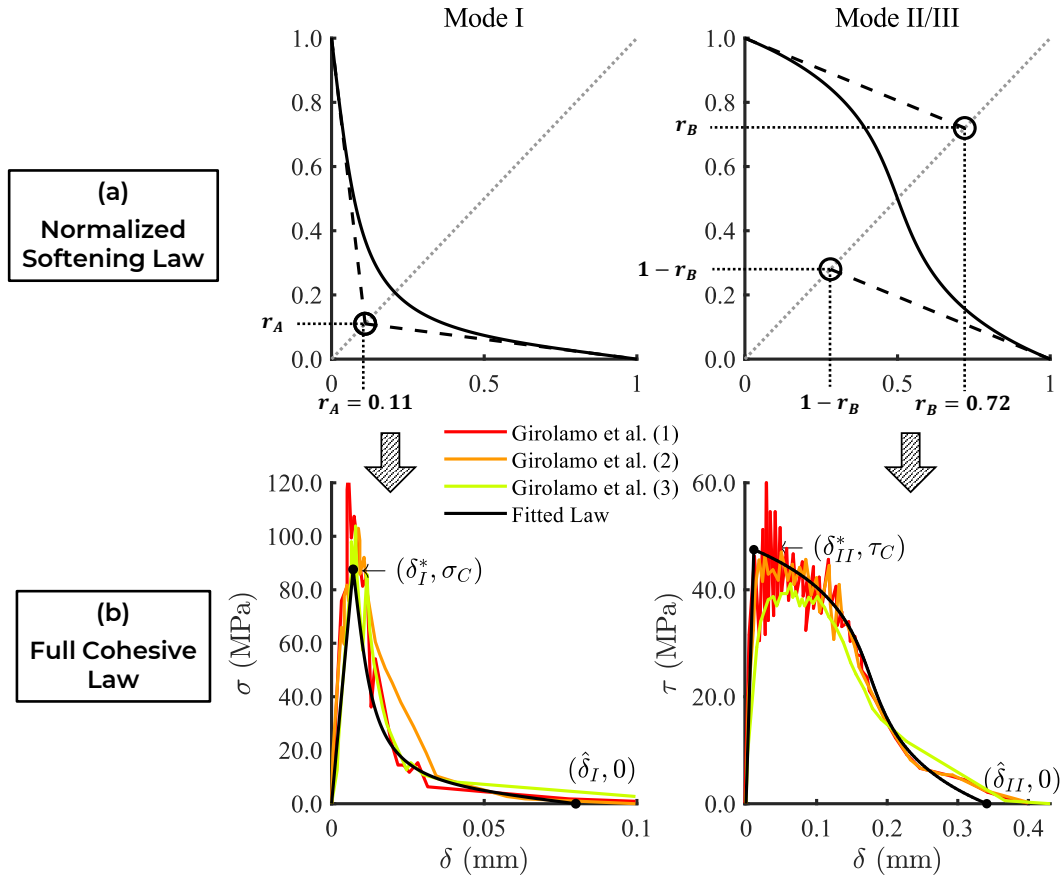 Mode I
Mode II/III
(a)
Normalized
Softening Law
1.0
0.8
0.6
0.4
0.2
0.0
r_A
0
0.5
1
r_A = 0.11
1.0
0.8
0.6
0.4
0.2
0.0
r_B
1 − r_B
0
0.5
1
1 − r_B
r_B = 0.72
Girolamo et al. (1)
Girolamo et al. (2)
Girolamo et al. (3)
Fitted Law
(b)
Full Cohesive
Law
σ (MPa)
120.0
100.0
80.0
60.0
40.0
20.0
0.0
← (δ*_I, σ_C)
(δ̂_I, 0)
0
0.05
0.1
δ (mm)
τ (MPa)
60.0
40.0
20.0
0.0
← (δ*_II, τ_C)
(δ̂_II, 0)
0
0.1
0.2
0.3
0.4
δ (mm)